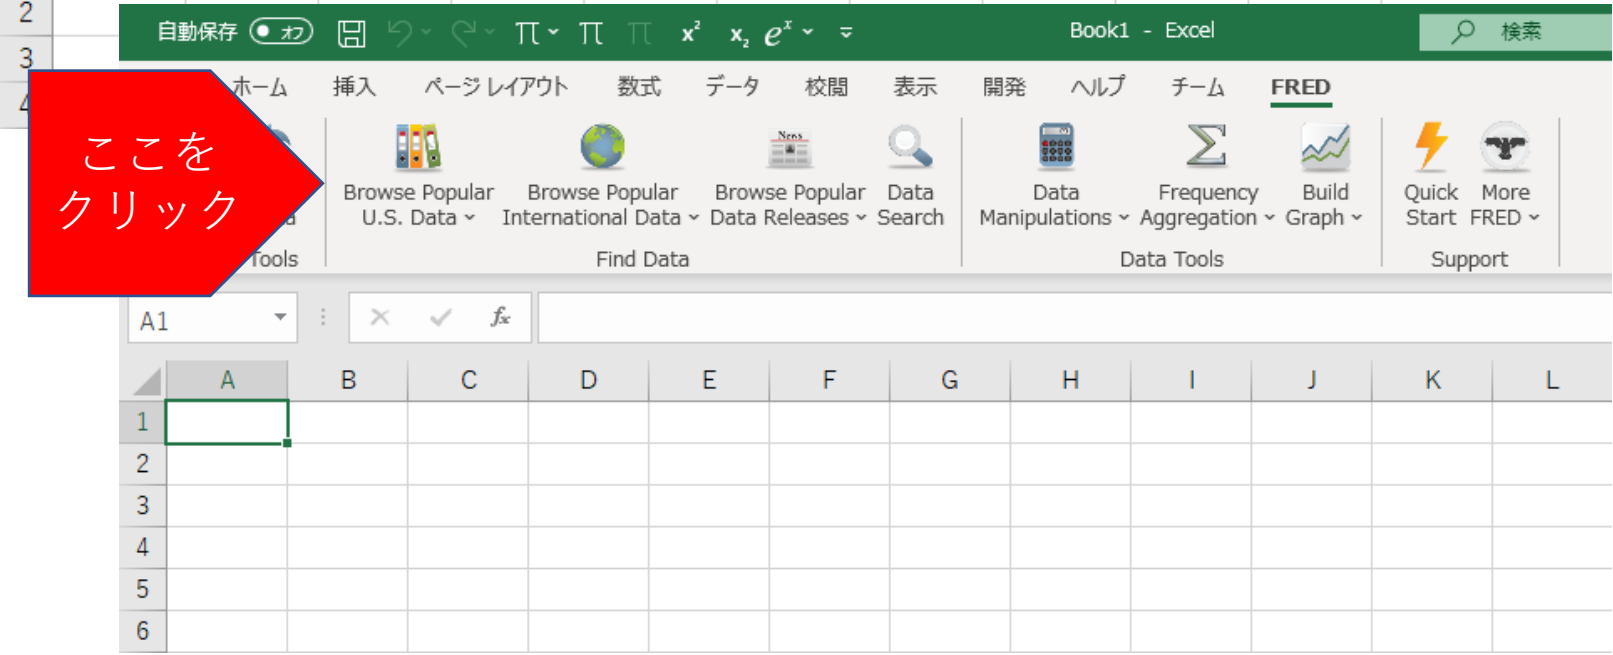 2
3
4
自動保存 オフ
Book1 - Excel
検索
ホーム 挿入 ページ レイアウト 数式 データ 校閲 表示 開発 ヘルプ チーム FRED
ここを
クリック
News
Browse Popular
U.S. Data
Browse Popular
International Data
Browse Popular
Data Releases
Data
Search
Data
Manipulations
Frequency
Aggregation
Build
Graph
Quick
Start
More
FRED
Tools
Find Data
Data Tools
Support
A1
fx
A B C D E F G H I J K L
1
2
3
4
5
6